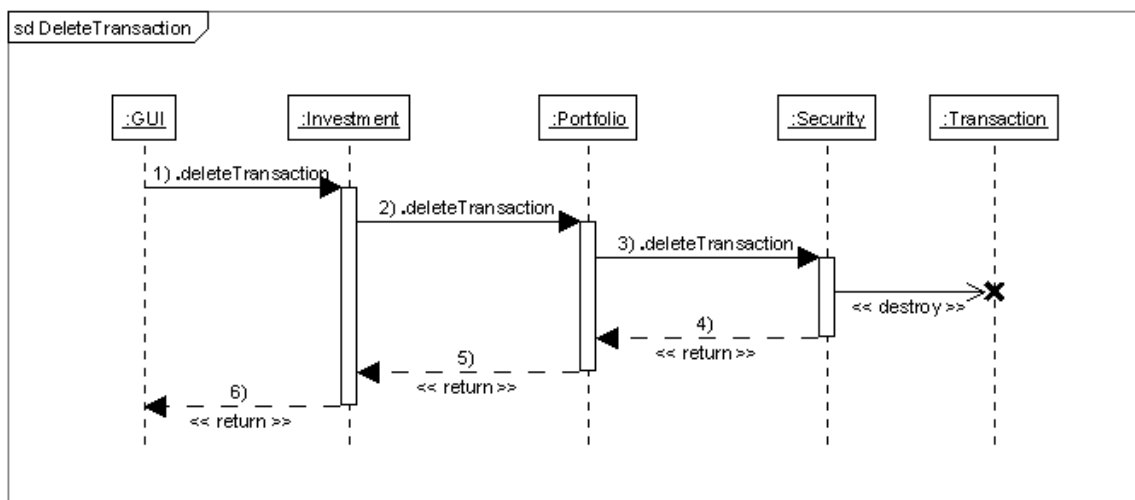 sd DeleteTransaction
:GUI
:Investment
:Portfolio
:Security
:Transaction
1) .deleteTransaction
2) .deleteTransaction
3) .deleteTransaction
<< destroy >>
4)
<< return >>
5)
<< return >>
6)
<< return >>